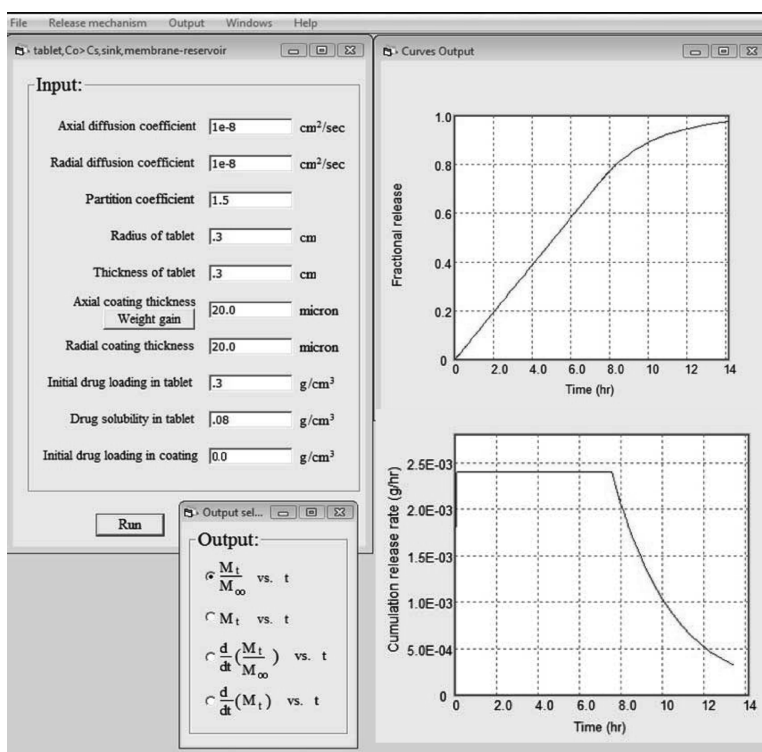 File Release mechanism Output Windows Help
tablet,Co>Cs,sink,membrane-reservoir
Input:
Axial diffusion coefficient 1e-8 cm²/sec
Radial diffusion coefficient 1e-8 cm²/sec
Partition coefficient 1.5
Radius of tablet .3 cm
Thickness of tablet .3 cm
Axial coating thickness 20.0 micron
Weight gain
Radial coating thickness 20.0 micron
Initial drug loading in tablet .3 g/cm³
Drug solubility in tablet .08 g/cm³
Initial drug loading in coating 0.0 g/cm³
Run
Output sel...
Output:
M_t/M_∞ vs. t
M_t vs. t
d/dt(M_t/M_∞) vs. t
d/dt(M_t) vs. t
Curves Output
Fractional release
1.0
0.8
0.6
0.4
0.2
0
0 2.0 4.0 6.0 8.0 10 12 14
Time (hr)
Cumulation release rate (g/hr)
2.5E-03
2.0E-03
1.5E-03
1.0E-03
5.0E-04
0
0 2.0 4.0 6.0 8.0 10 12 14
Time (hr)